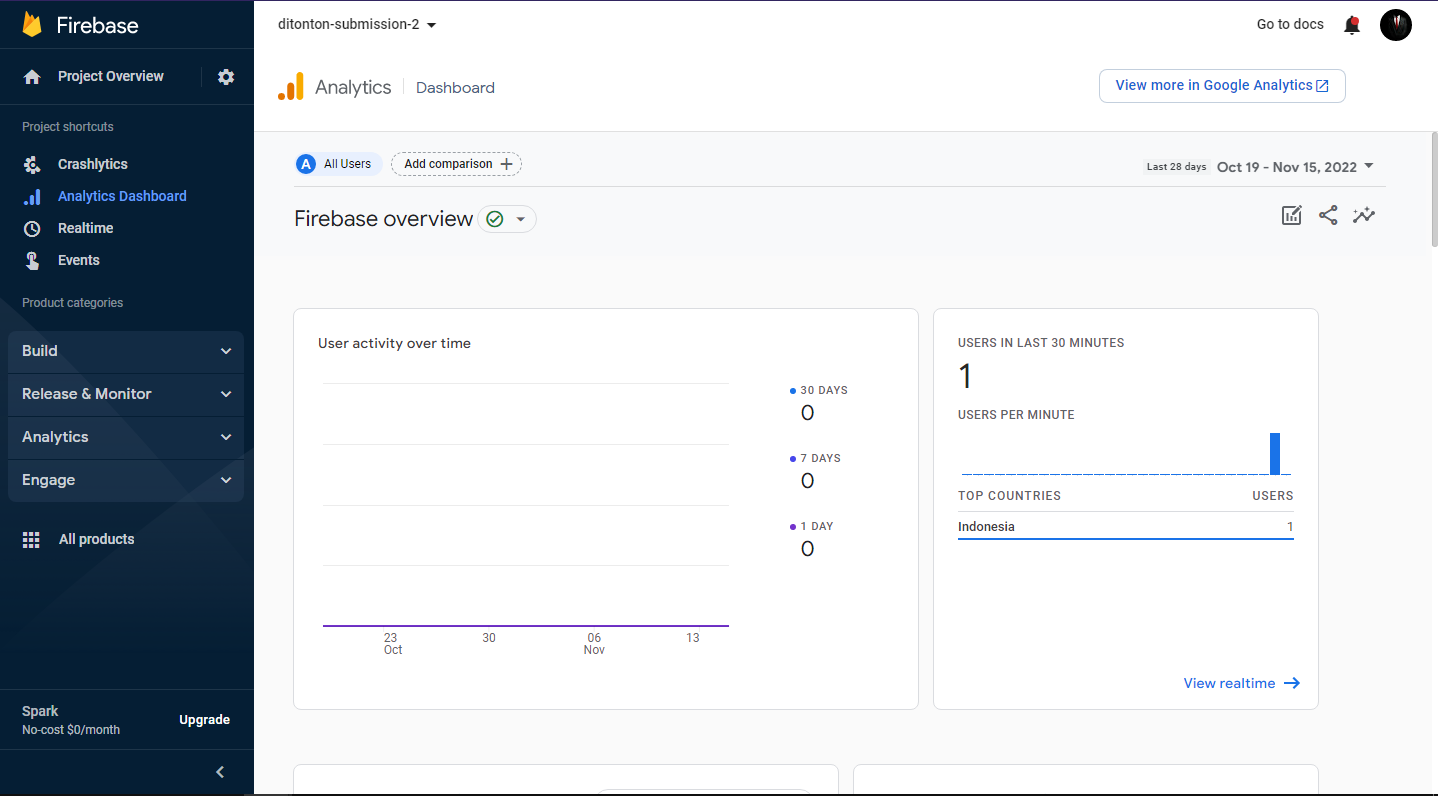 Firebase
Project Overview
Project shortcuts
Crashlytics
Analytics Dashboard
Realtime
Events
Product categories
Build
Release & Monitor
Analytics
Engage
All products
Spark
No-cost $0/month
Upgrade
ditonton-submission-2
Go to docs
Analytics
Dashboard
View more in Google Analytics
A All Users
Add comparison
Last 28 days Oct 19 - Nov 15, 2022
Firebase overview
User activity over time
30 DAYS
0
7 DAYS
0
1 DAY
0
23 30 06 13
Oct Nov
USERS IN LAST 30 MINUTES
1
USERS PER MINUTE
TOP COUNTRIES USERS
Indonesia 1
View realtime